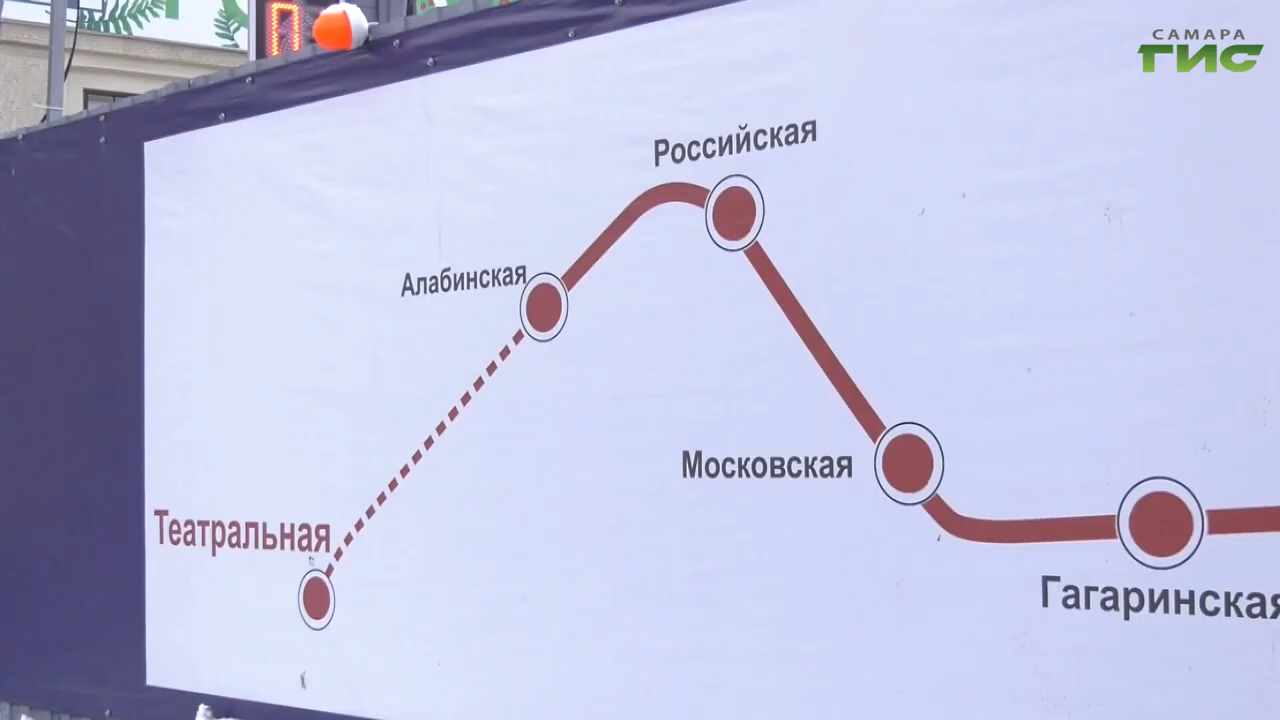 САМАРА
ГИС
Российская
Алабинская
Московская
Театральная
Гагаринская